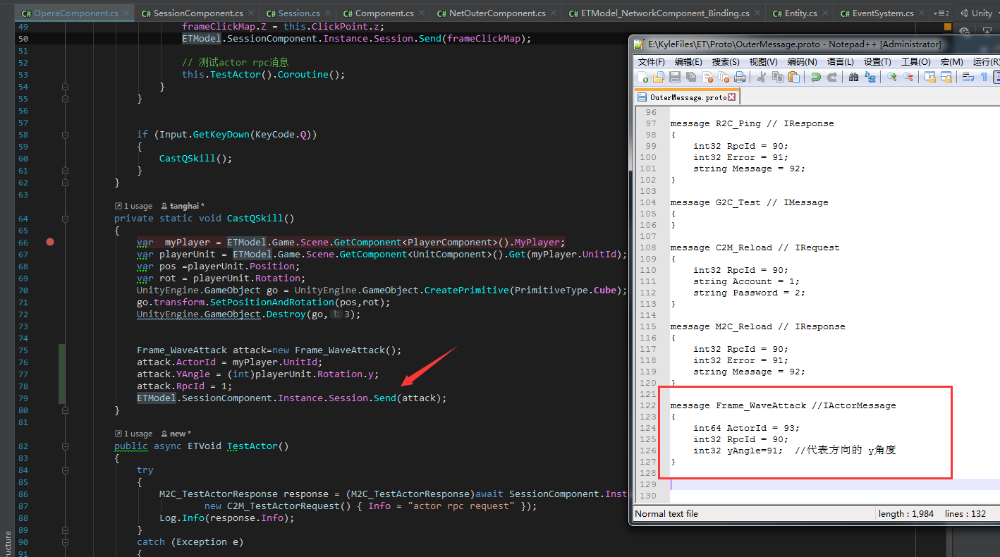 OperaComponent.cs
SessionComponent.cs
Session.cs
Component.cs
NetOuterComponent.cs
ETModel_NetworkComponent_Binding.cs
Entity.cs
EventSystem.cs
Unity
49 frameClickMap.Z = this.ClickPoint.z;
50 ETModel.SessionComponent.Instance.Session.Send(frameClickMap);
51
52 // 测试actor rpc消息
53 this.TestActor().Coroutine();
54 }
55 }
56
57
58 if (Input.GetKeyDown(KeyCode.Q))
59 {
60 CastQSkill();
61 }
62 }
63
1 usage tanghai *
64 private static void CastQSkill()
65 {
66 var myPlayer = ETModel.Game.Scene.GetComponent<PlayerComponent>().MyPlayer;
67 var playerUnit = ETModel.Game.Scene.GetComponent<UnitComponent>().Get(myPlayer.UnitId);
68 var pos =playerUnit.Position;
69 var rot = playerUnit.Rotation;
70 UnityEngine.GameObject go = UnityEngine.GameObject.CreatePrimitive(PrimitiveType.Cube);
71 go.transform.SetPositionAndRotation(pos,rot);
72 UnityEngine.GameObject.Destroy(go, t: 3);
73
74
75 Frame_WaveAttack attack=new Frame_WaveAttack();
76 attack.ActorId = myPlayer.UnitId;
77 attack.YAngle = (int)playerUnit.Rotation.y;
78 attack.RpcId = 1;
79 ETModel.SessionComponent.Instance.Session.Send(attack);
80 }
81
1 usage new *
82 public async ETVoid TestActor()
83 {
84 try
85 {
86 M2C_TestActorResponse response = (M2C_TestActorResponse)await SessionComponent.Inst
87 new C2M_TestActorRequest() { Info = "actor rpc request" });
88 Log.Info(response.Info);
89 }
90 catch (Exception e)
91 {
ructure
E:\KyleFiles\ET\Proto\OuterMessage.proto - Notepad++ [Administrator]
文件(F) 编辑(E) 搜索(S) 视图(V) 编码(N) 语言(L) 设置(T) 工具(O) 宏(M) 运行(R)
OuterMessage.proto
96
97 message R2C_Ping // IResponse
98 {
99 int32 RpcId = 90;
100 int32 Error = 91;
101 string Message = 92;
102 }
103
104 message G2C_Test // IMessage
105 {
106 }
107
108 message C2M_Reload // IRequest
109 {
110 int32 RpcId = 90;
111 string Account = 1;
112 string Password = 2;
113 }
114
115 message M2C_Reload // IResponse
116 {
117 int32 RpcId = 90;
118 int32 Error = 91;
119 string Message = 92;
120 }
121
122 message Frame_WaveAttack //IActorMessage
123 {
124 int64 ActorId = 93;
125 int32 RpcId = 90;
126 int32 yAngle=91; //代表方向的 y角度
127 }
128
129
130
Normal text file length : 1,984 lines : 132